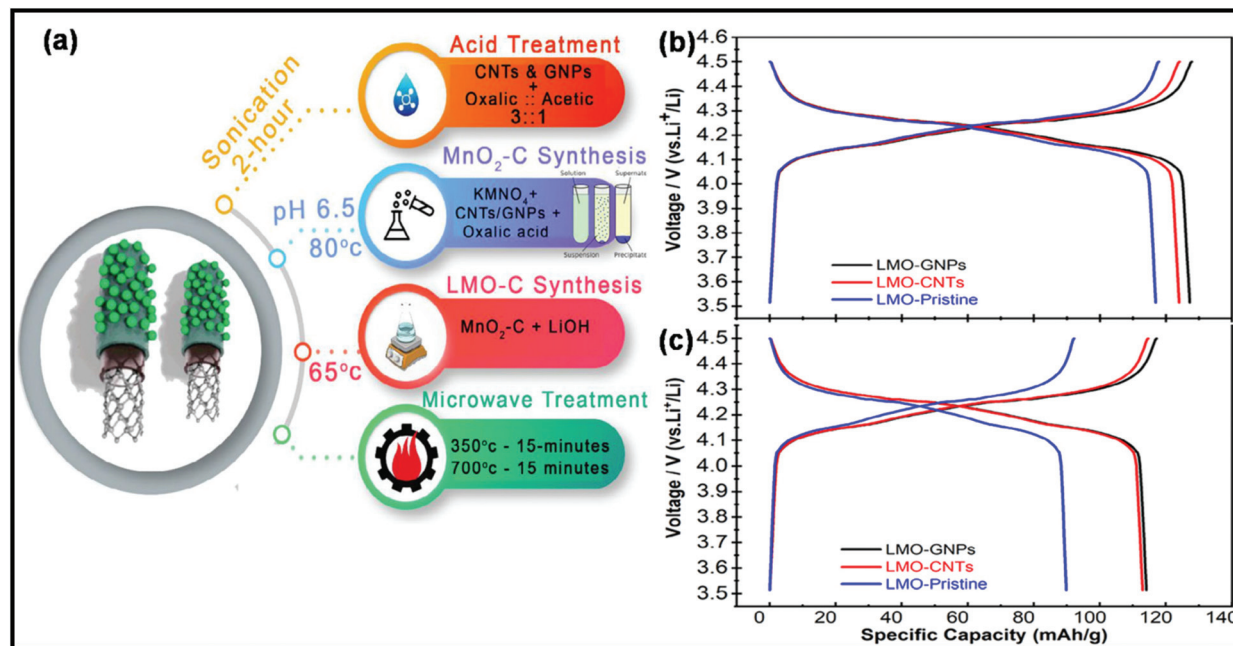 (a)
Sonication
2-hour
Acid Treatment
CNTs & GNPs
+
Oxalic :: Acetic
3::1
pH 6.5
80°c
MnO₂-C Synthesis
KMNO₄+
CNTs/GNPs +
Oxalic acid
Solution
Supernate
Suspension
Precipitate
65°c
LMO-C Synthesis
MnO₂-C + LiOH
Microwave Treatment
350°c - 15-minutes
700°c - 15 minutes
(b)
Voltage / V (vs.Li⁺/Li)
4.6
4.5
4.4
4.3
4.2
4.1
4.0
3.9
3.8
3.7
3.6
3.5
LMO-GNPs
LMO-CNTs
LMO-Pristine
(c)
Voltage / V (vs.Li⁺/Li)
4.5
4.4
4.3
4.2
4.1
4.0
3.9
3.8
3.7
3.6
3.5
LMO-GNPs
LMO-CNTs
LMO-Pristine
0 20 40 60 80 100 120 140
Specific Capacity (mAh/g)